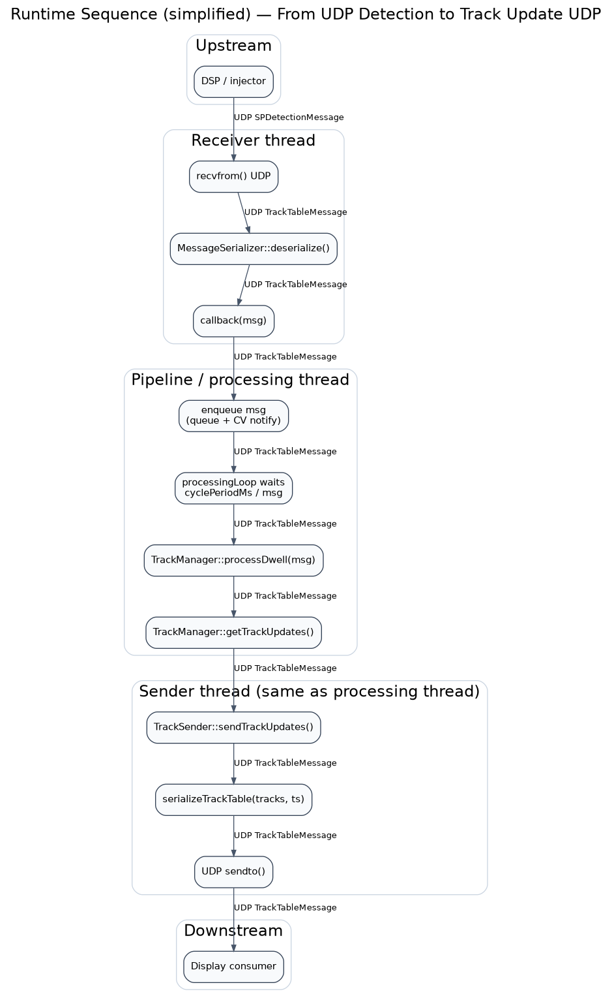 Runtime Sequence (simplified) — From UDP Detection to Track Update UDP
Upstream
DSP / injector
UDP SPDetectionMessage
Receiver thread
recvfrom() UDP
UDP TrackTableMessage
MessageSerializer::deserialize()
UDP TrackTableMessage
callback(msg)
UDP TrackTableMessage
Pipeline / processing thread
enqueue msg
(queue + CV notify)
UDP TrackTableMessage
processingLoop waits
cyclePeriodMs / msg
UDP TrackTableMessage
TrackManager::processDwell(msg)
UDP TrackTableMessage
TrackManager::getTrackUpdates()
UDP TrackTableMessage
Sender thread (same as processing thread)
TrackSender::sendTrackUpdates()
UDP TrackTableMessage
serializeTrackTable(tracks, ts)
UDP TrackTableMessage
UDP sendto()
UDP TrackTableMessage
Downstream
Display consumer